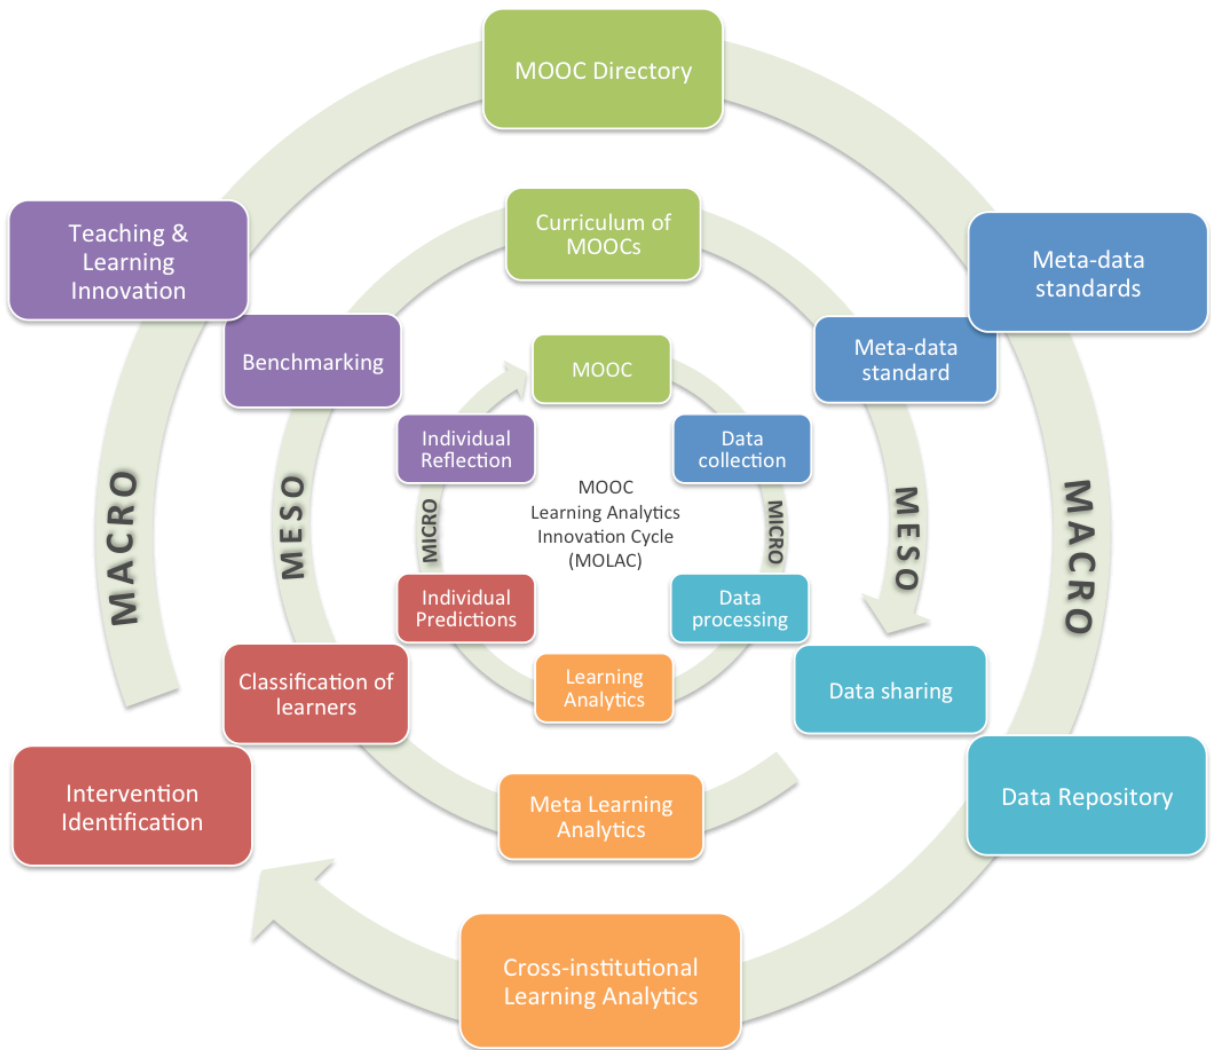 MOOC Directory
Teaching &
Learning
Innovation
Curriculum of
MOOCs
Meta-data
standards
Benchmarking
MOOC
Meta-data
standard
Individual
Reflection
Data
collection
MACRO
MESO
MICRO
MOOC
Learning Analytics
Innovation Cycle
(MOLAC)
MICRO
MESO
MACRO
Individual
Predictions
Data
processing
Classification of
learners
Learning
Analytics
Data sharing
Intervention
Identification
Meta Learning
Analytics
Data Repository
Cross-institutional
Learning Analytics